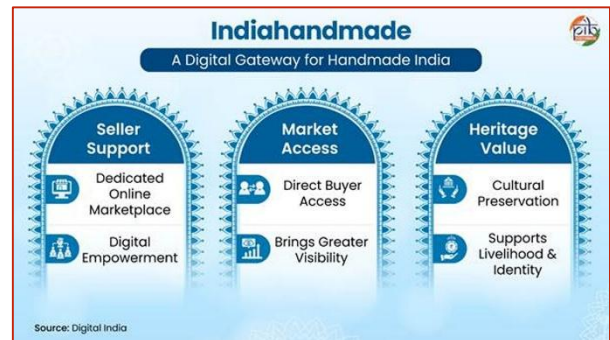 Indiahandmade
A Digital Gateway for Handmade India
pib
Seller
Support
Dedicated
Online
Marketplace
Digital
Empowerment
Market
Access
Direct Buyer
Access
Brings Greater
Visibility
Heritage
Value
Cultural
Preservation
Supports
Livelihood &
Identity
Source: Digital India